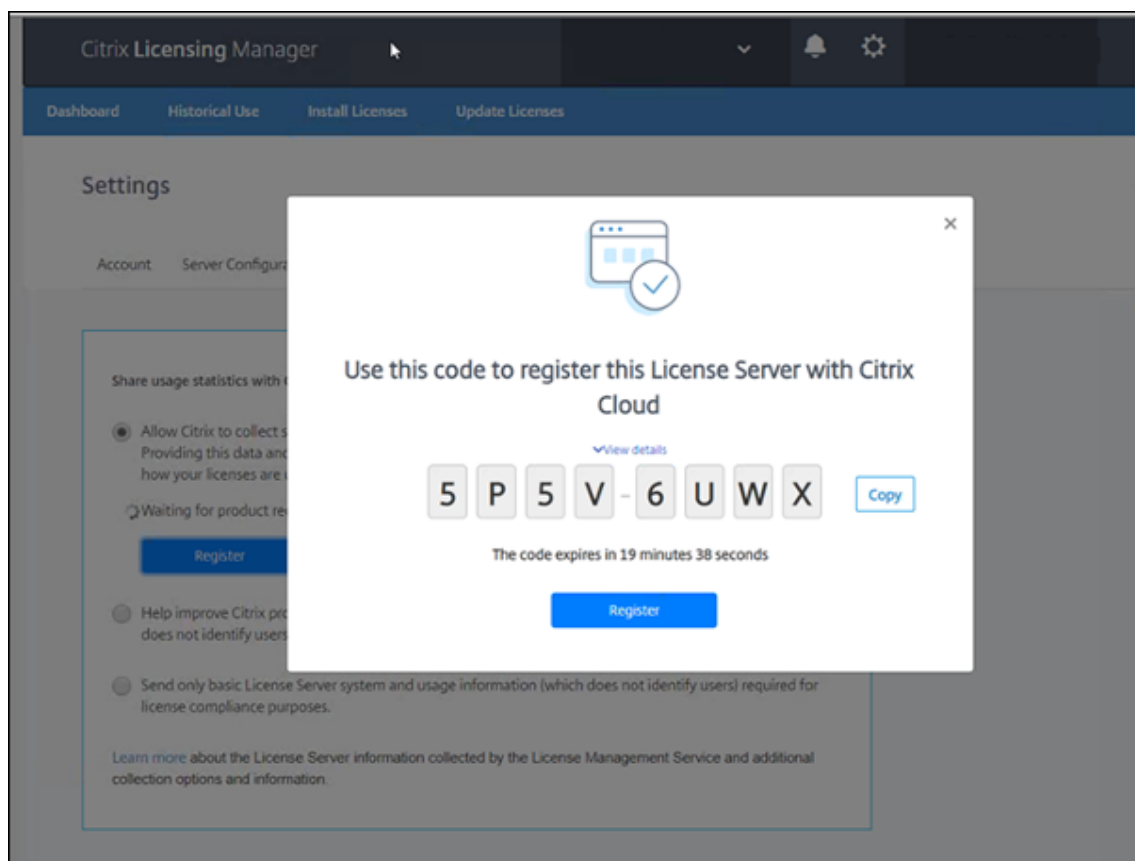 Citrix Licensing Manager
Dashboard Historical Use Install Licenses Update Licenses
Settings
Account Server
Share usage statistics with
Allow Citrix to collect
Providing this data and
how your licenses are
Waiting for product
Register
Help improve Citrix
does not identify users
Send only basic License Server system and usage information (which does not identify users) required for
license compliance purposes.
Learn more about the License Server information collected by the License Management Service and additional
collection options and information.
×
Use this code to register this License Server with Citrix
Cloud
View details
5 P 5 V - 6 U W X Copy
The code expires in 19 minutes 38 seconds
Register